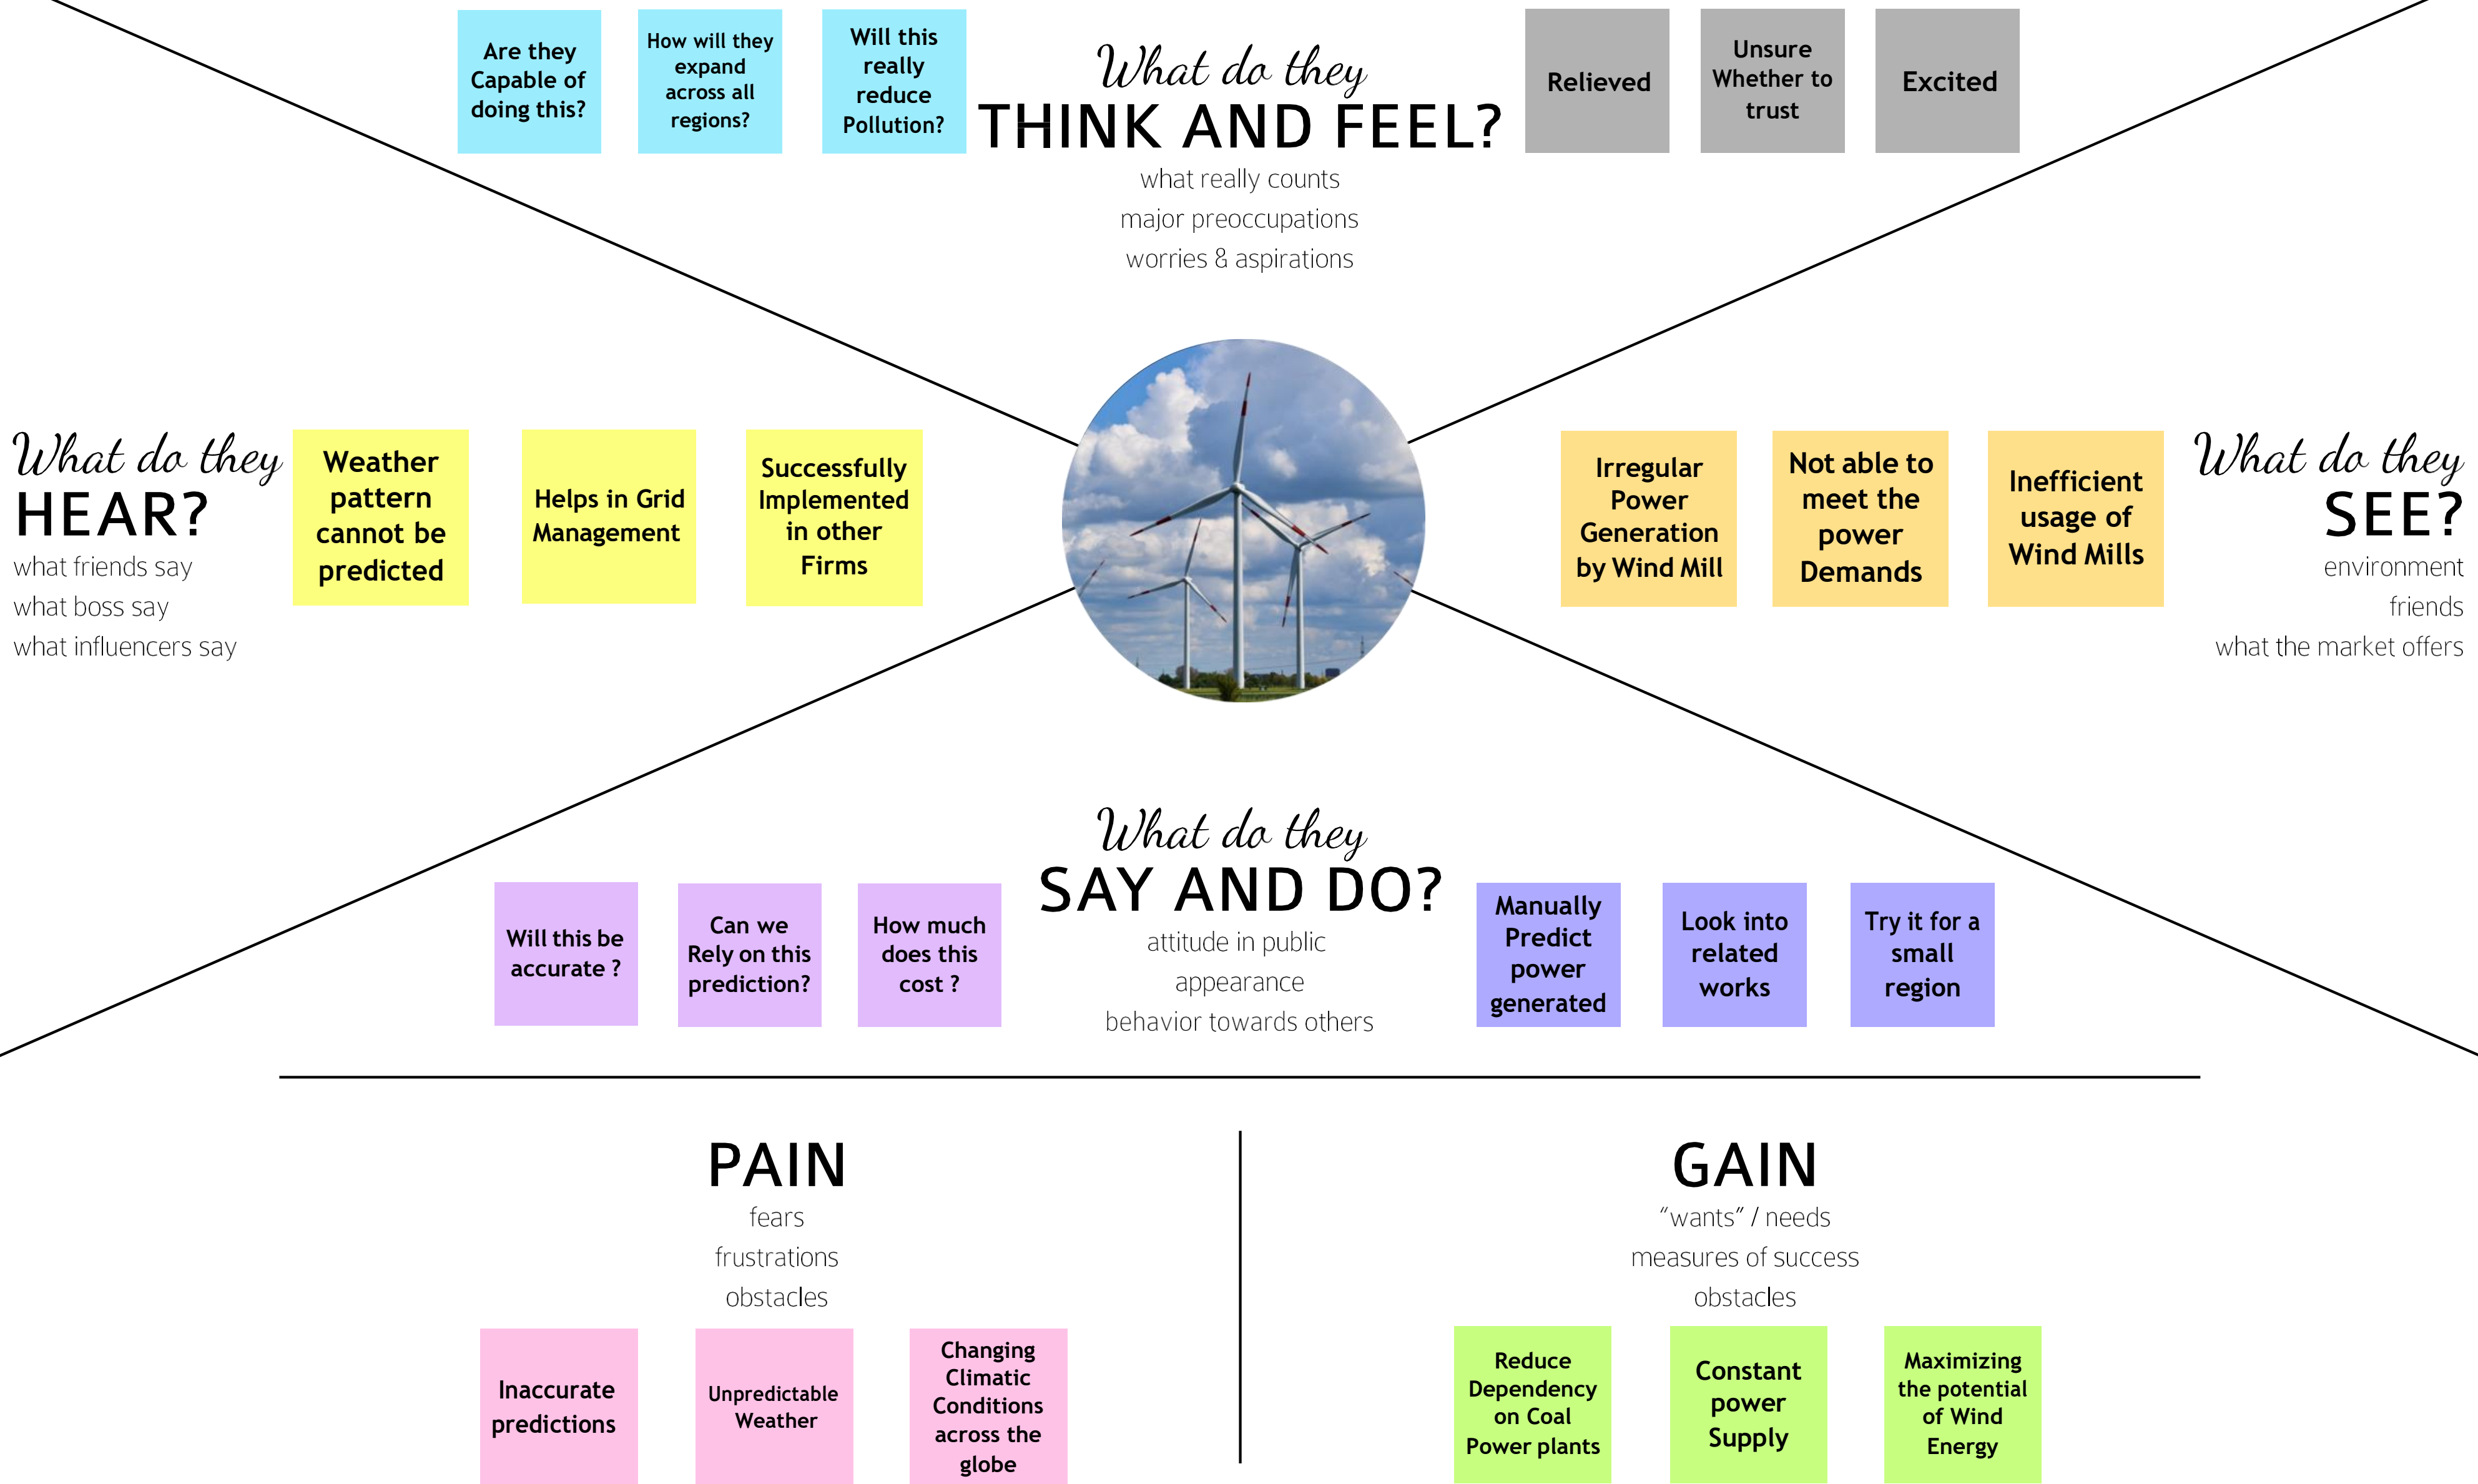 Are they
Capable of
doing this?
How will they
expand
across all
regions?
Will this
really
reduce
Pollution?
What do they
THINK AND FEEL?
what really counts
major preoccupations
worries & aspirations
Relieved
Unsure
Whether to
trust
Excited
What do they
HEAR?
what friends say
what boss say
what influencers say
Weather
pattern
cannot be
predicted
Helps in Grid
Management
Successfully
Implemented
in other
Firms
Irregular
Power
Generation
by Wind Mill
Not able to
meet the
power
Demands
Inefficient
usage of
Wind Mills
What do they
SEE?
environment
friends
what the market offers
Will this be
accurate ?
Can we
Rely on this
prediction?
How much
does this
cost ?
What do they
SAY AND DO?
attitude in public
appearance
behavior towards others
Manually
Predict
power
generated
Look into
related
works
Try it for a
small
region
PAIN
fears
frustrations
obstacles
Inaccurate
predictions
Unpredictable
Weather
Changing
Climatic
Conditions
across the
globe
GAIN
“wants” / needs
measures of success
obstacles
Reduce
Dependency
on Coal
Power plants
Constant
power
Supply
Maximizing
the potential
of Wind
Energy